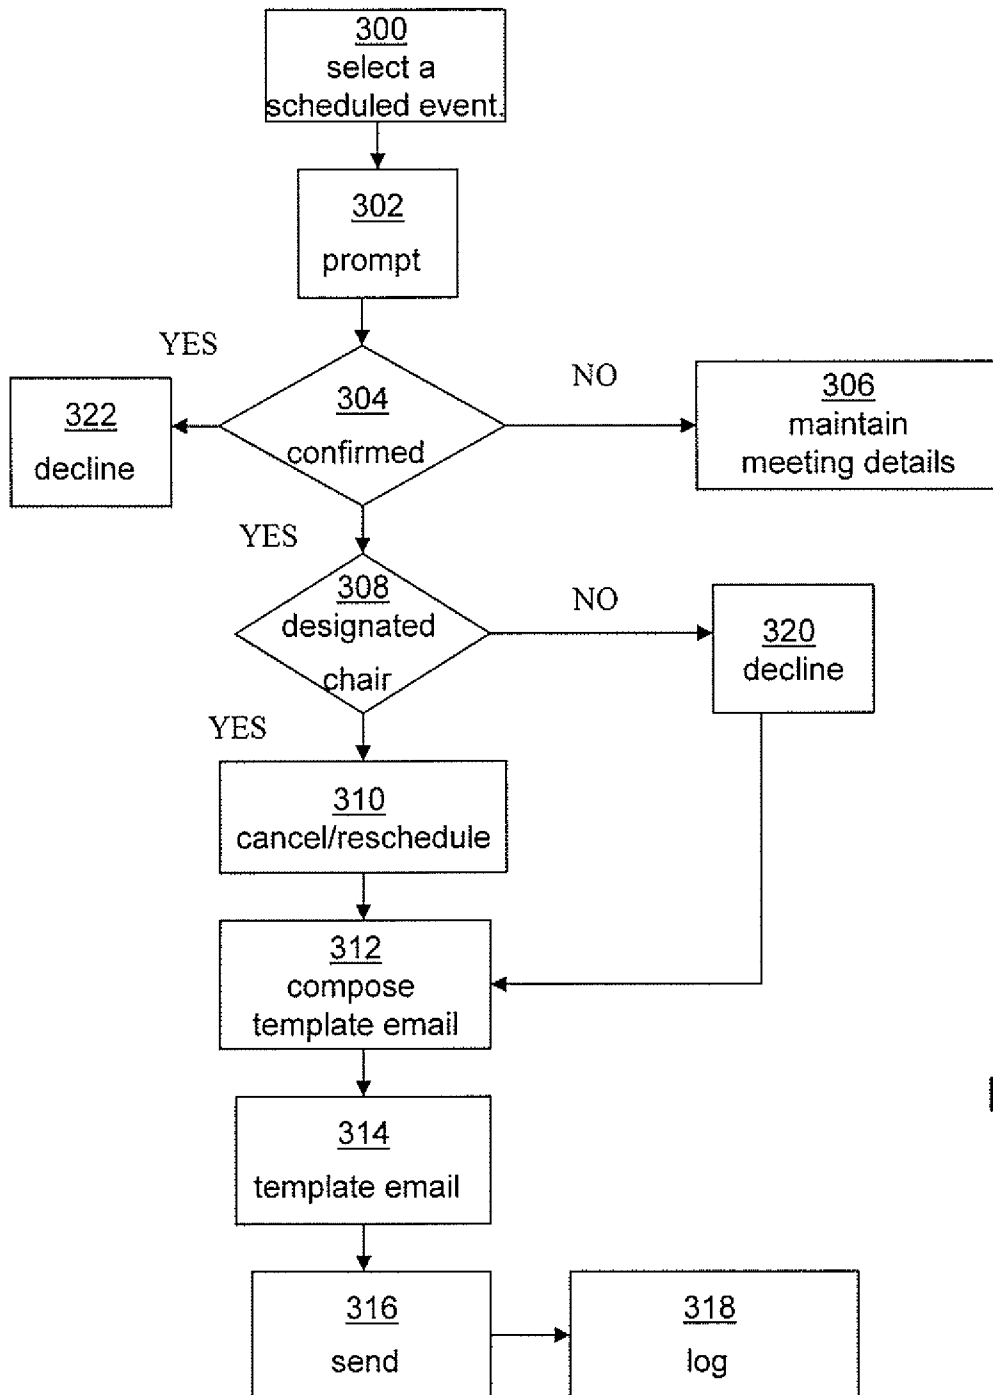 300
select a
scheduled event.
302
prompt
YES
304
confirmed
NO
322
decline
306
maintain
meeting details
YES
308
designated
chair
NO
320
decline
YES
310
cancel/reschedule
312
compose
template email
314
template email
316
send
318
log